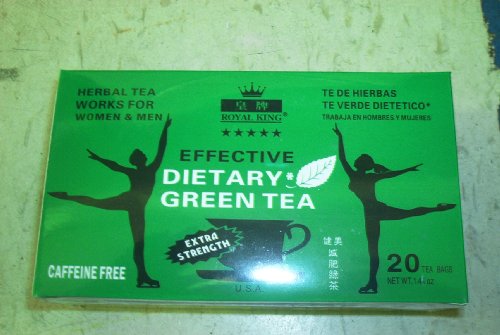 HERBAL TEA
WORKS FOR
WOMEN & MEN
皇牌
ROYAL KING®
TÉ DE HIERBAS
TE VERDE DIETETICO*
TRABAJA EN HOMBRES Y MUJERES
EFFECTIVE
DIETARY*
GREEN TEA
EXTRA
STRENGTH
U.S.A.
健美
減肥綠茶
CAFFEINE FREE
20 TEA BAGS
NET WT. 1.41oz